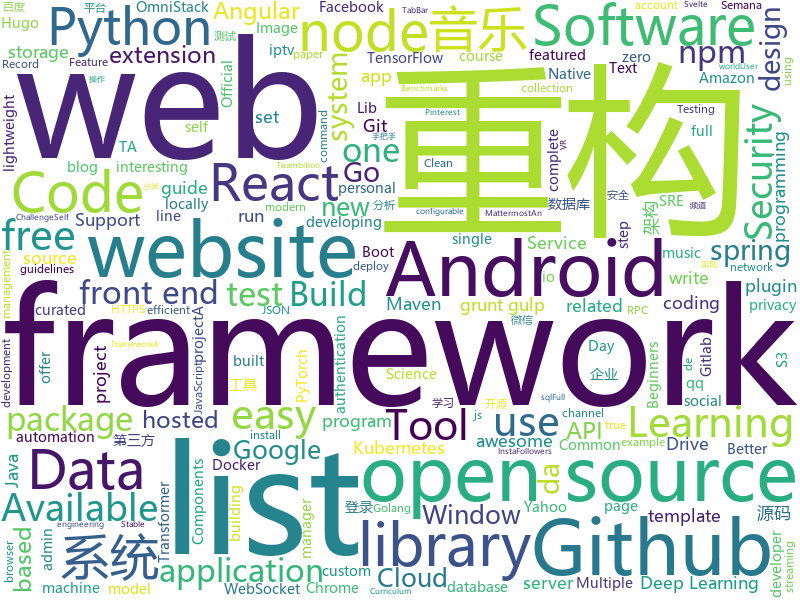 百度 平台 OmniStack Facebook TabBar Svelte Semana
Hugo Angular Image iptv paper account Feature
storage 测试 TensorFlow featured zero Text
Python node 音乐 Software npm design
extension Official course Native Amazon
web 重构 system app collection using
lightweight Record TA set Lib Git full Benchmarks Pinterest
blog self interesting command Go one 手把手 Clean VR complete Testing
Code React Android Security
guide personal locally 数据库 架构 SRE 安全 分析 频道
free Support run new developing Service step configurable MattermostAn
website spring programming
source line single Boot io write ChallengeSelf modern
front end test Build Maven grunt gulp related coding plugin
guidelines deploy music privacy
framework
management curated HTTPS efficient JSON network worldUser
development offer built RPC 微信 Gitlab Day 实现
project JavaScript projectA authentication 企业 S3
工具 PyTorch FrameworkA Science 学习 开源 Beginners de social
package hosted easy Tool use qq
automation program channel js true
Java 第三方 Google install Kubernetes awesome API Learning
Data Available list open source Drive Better
Docker Common example sqlFull
Transformer Components 登录 Golang InstaFollowers
系统 building manager library Github
admin Window page Yahoo template 源码
based custom Cloud developer
browser application Chrome database server Multiple Deep Learning
engineering Stable machine model Teambition 小米 WebSocket Curriculum 操作 streaming
da